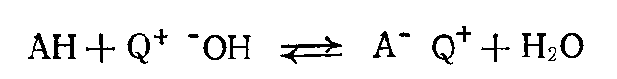 AH + Q⁺ ⁻OH ⇌ A⁻ Q⁺ + H₂O